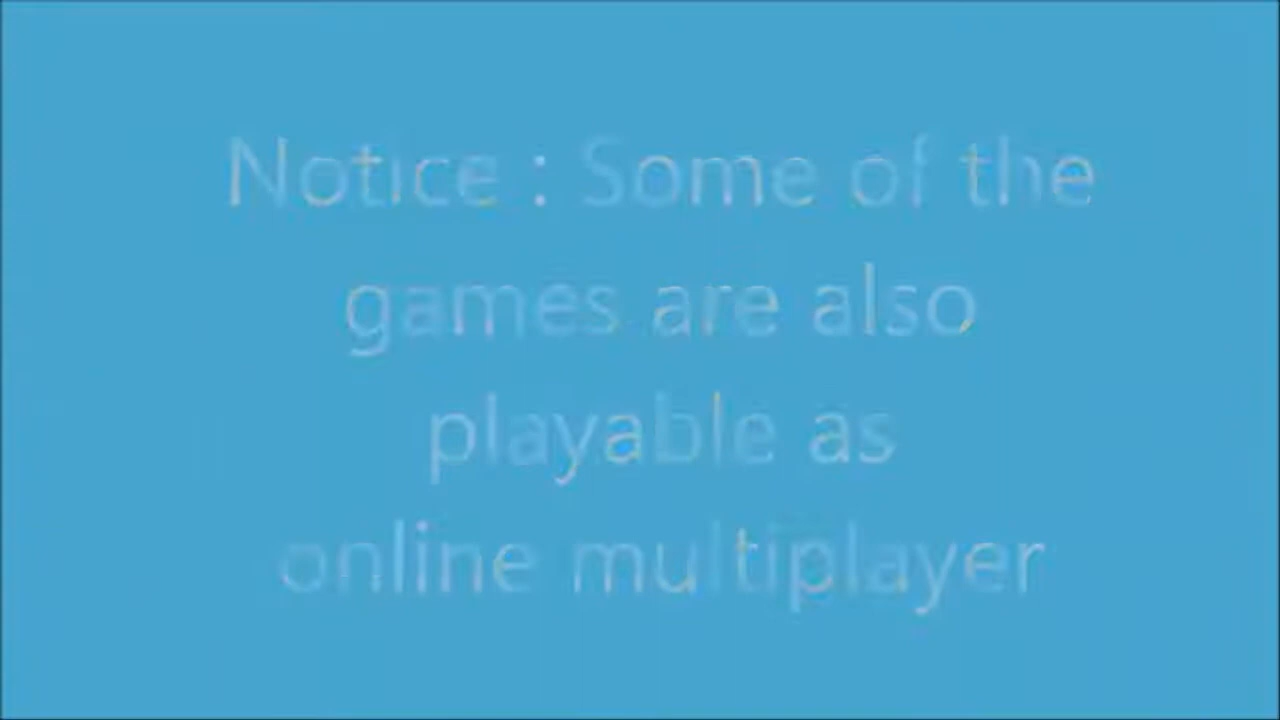 Notice : Some of the
games are also
playable as
online multiplayer